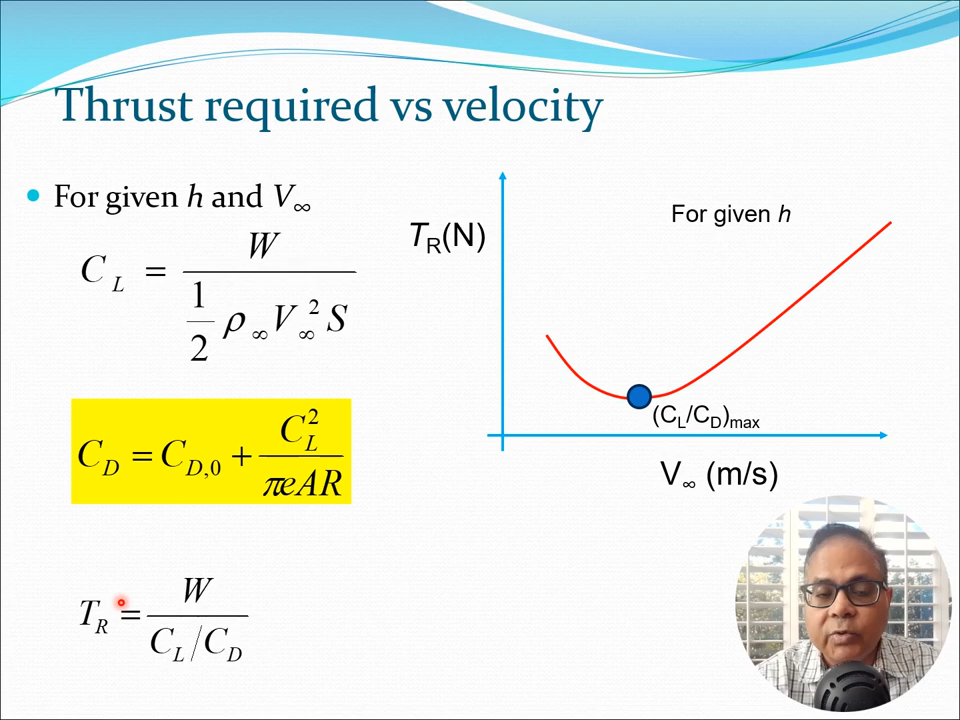 Thrust required vs velocity
For given h and V∞
C_L = W / (1/2 ρ∞ V∞² S)
C_D = C_D,0 + C_L² / πeAR
T_R = W / (C_L/C_D)
T_R(N)
For given h
(C_L/C_D)max
V∞ (m/s)